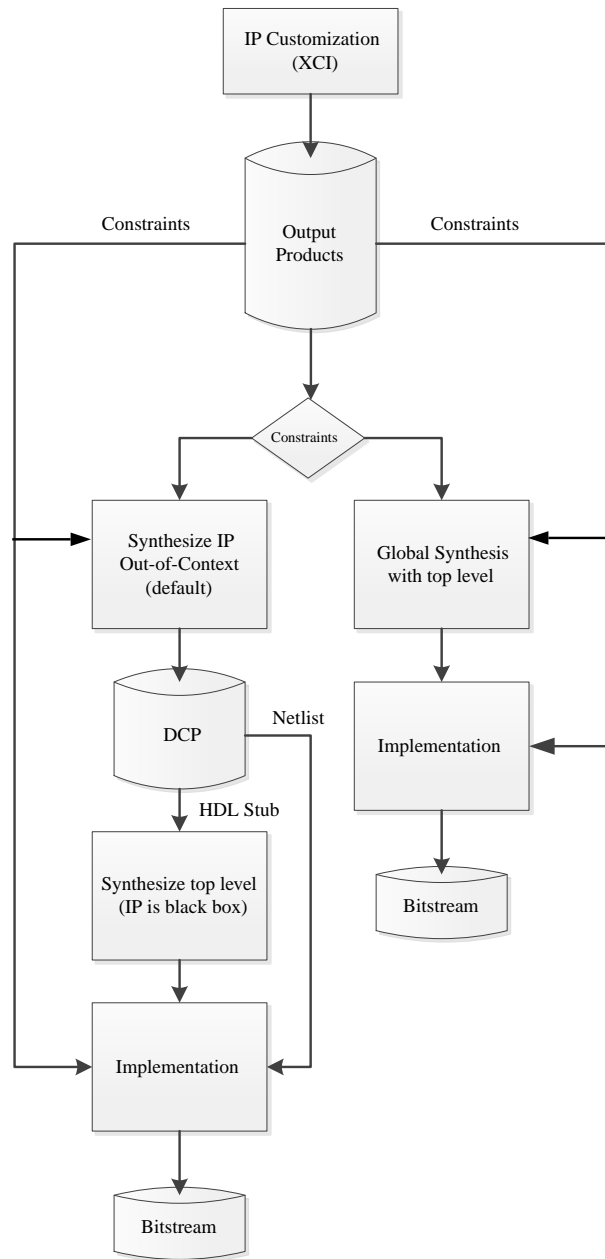 IP Customization
(XCI)
Constraints
Output
Products
Constraints
Constraints
Synthesize IP
Out-of-Context
(default)
Global Synthesis
with top level
DCP
Netlist
Implementation
HDL Stub
Synthesize top level
(IP is black box)
Bitstream
Implementation
Bitstream